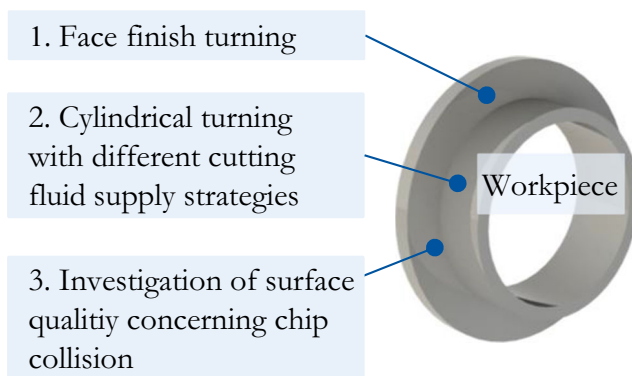 1. Face finish turning
2. Cylindrical turning
with different cutting
fluid supply strategies
Workpiece
3. Investigation of surface
qualitiy concerning chip
collision